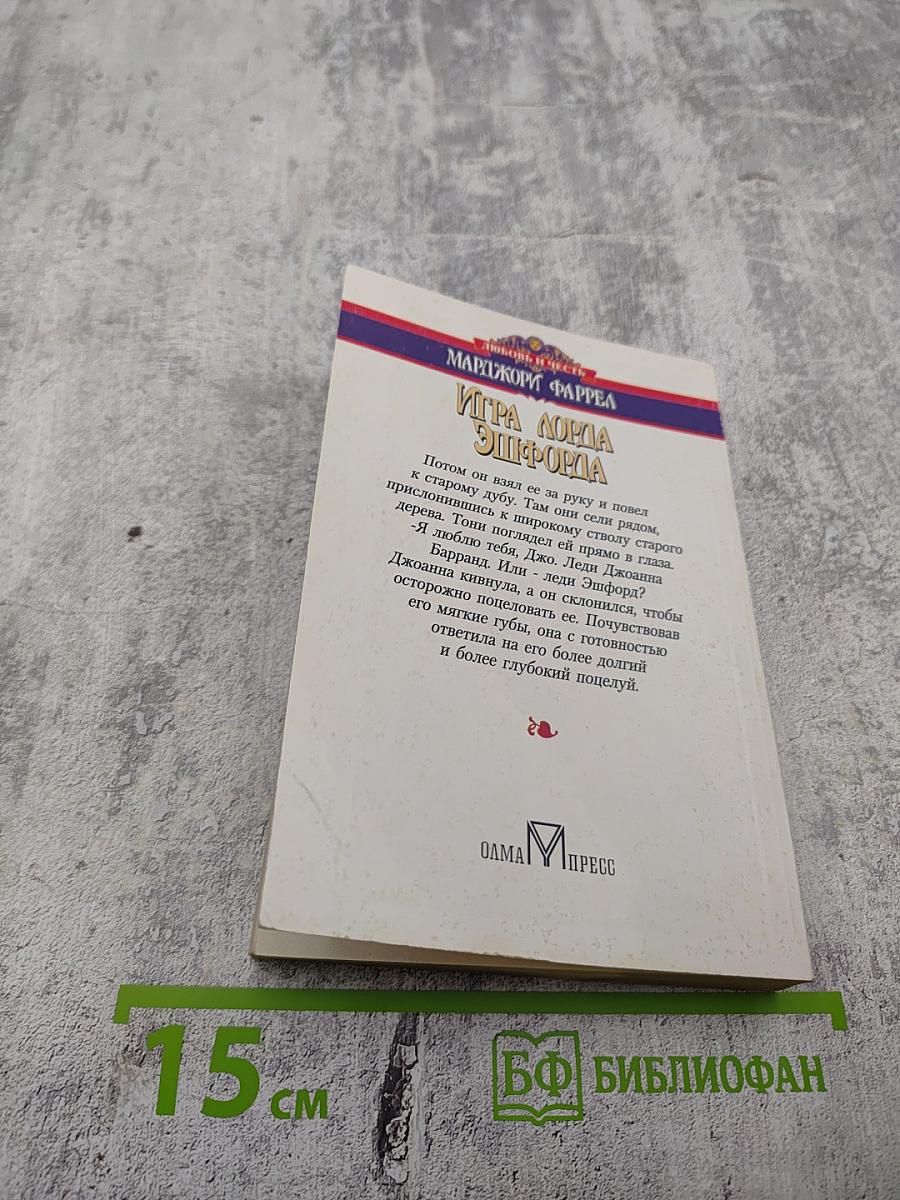 ЛЮБОВЬ И ЧЕСТЬ
МАРДЖОРИ ФАРРЕЛ
ИГРА ЛОРДА
ЭШФОРДА
Потом он взял ее за руку и повел
к старому дубу. Там они сели рядом,
прислонившись к широкому стволу старого
дерева. Тони поглядел ей прямо в глаза.
-Я люблю тебя, Джо. Леди Джоанна
Барранд. Или - леди Эшфорд?
Джоанна кивнула, а он склонился, чтобы
осторожно поцеловать ее. Почувствовав
его мягкие губы, она с готовностью
ответила на его более долгий
и более глубокий поцелуй.
ОЛМА ПРЕСС
15 см
БФ БИБЛИОФАН